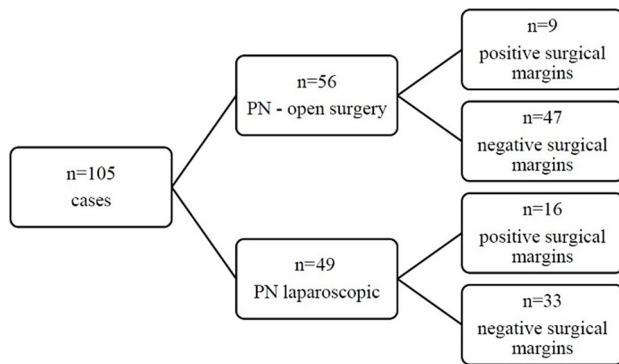 n=105
cases
n=56
PN - open surgery
n=49
PN laparoscopic
n=9
positive surgical
margins
n=47
negative surgical
margins
n=16
positive surgical
margins
n=33
negative surgical
margins